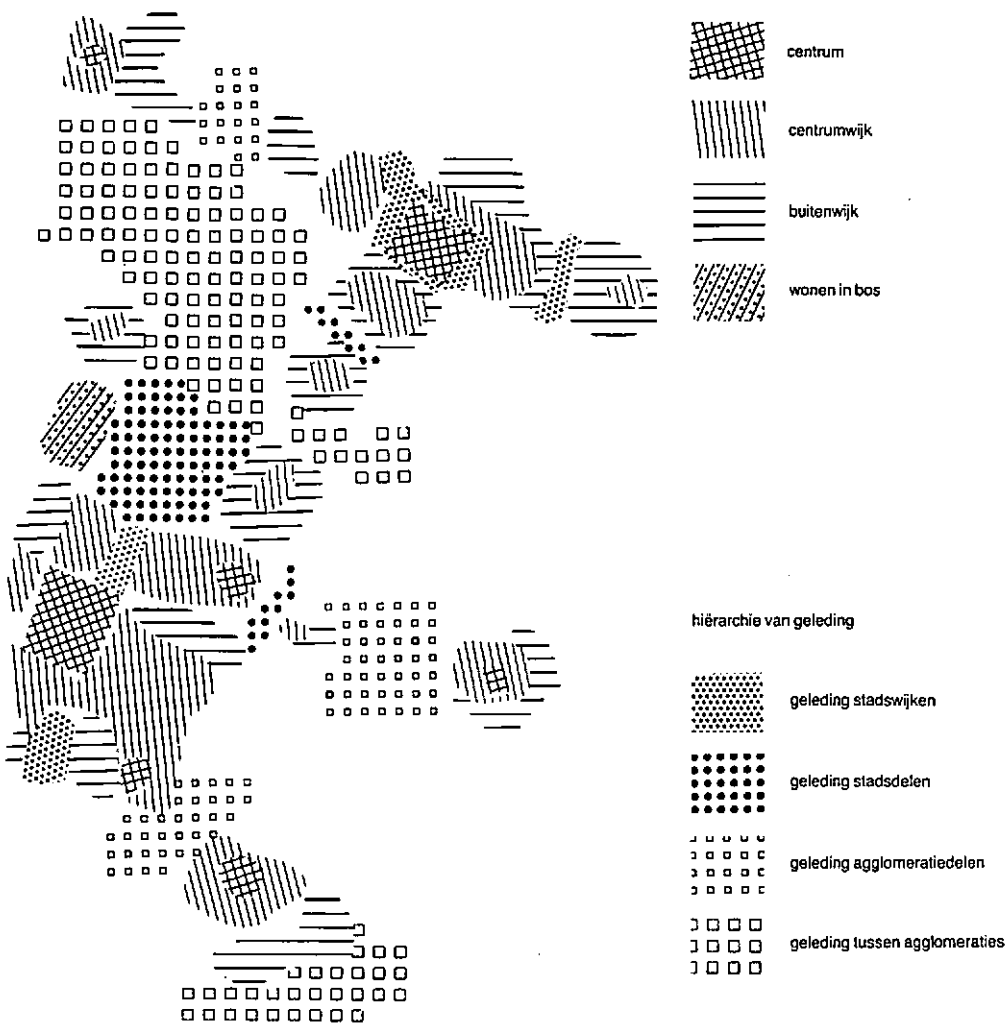 centrum
centrumwijk
buitenwijk
wonen in bos
hiërarchie van geleding
geleding stadswijken
geleding stadsdelen
geleding agglomeratiedelen
geleding tussen agglomeraties